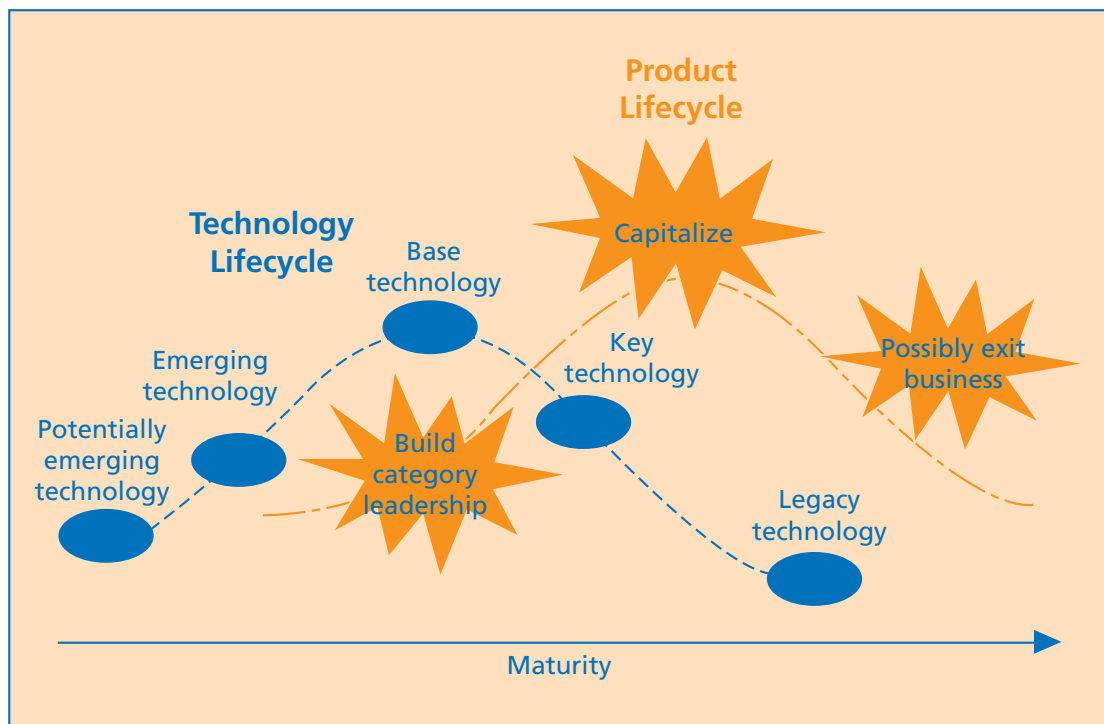 Product
Lifecycle
Technology
Lifecycle
Capitalize
Base
technology
Emerging
technology
Key
technology
Possibly exit
business
Potentially
emerging
technology
Build
category
leadership
Legacy
technology
Maturity